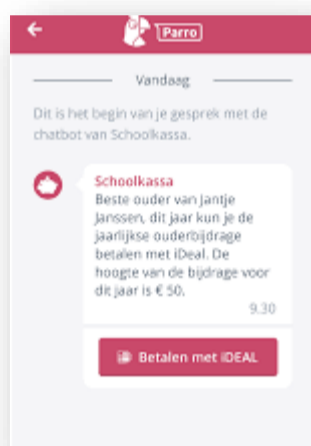 Parro
Vandaag
Dit is het begin van je gesprek met de
chatbot van Schoolkassa.
Schoolkassa
Beste ouder van Jantje
Janssen, dit jaar kun je de
jaarlijkse ouderbijdrage
betalen met iDeal. De
hoogte van de bijdrage voor
dit jaar is € 50.
9.30
Betalen met iDEAL